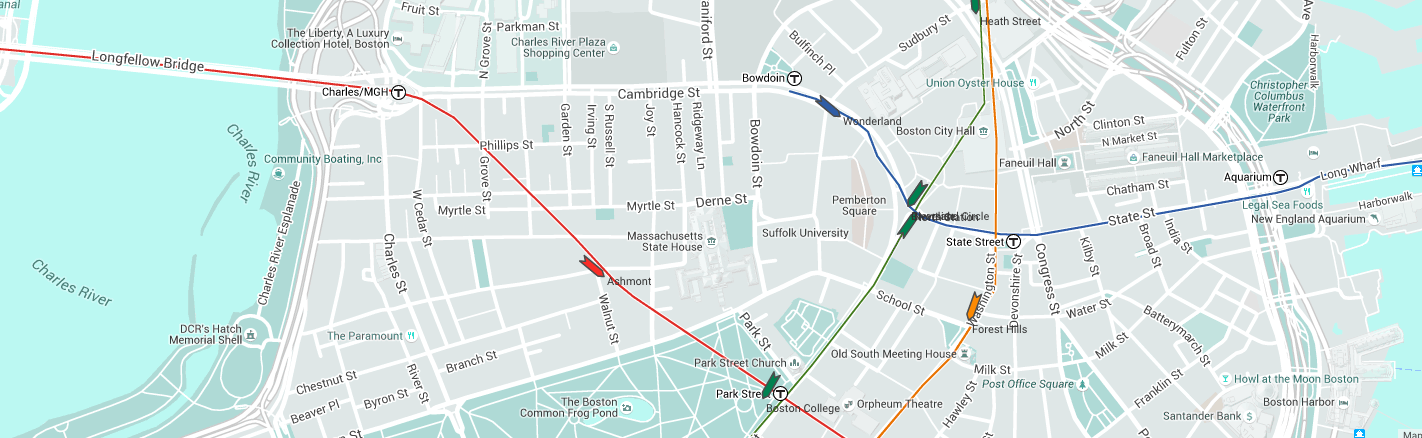 anal
Fruit St
The Liberty, A Luxury
Collection Hotel, Boston
Parkman St
N Grove St
Charles River Plaza
Shopping Center
aniford St
Bulfinch Pl
Sudbury St
Heath Street
Fulton St
Ave
Harborwalk
Longfellow Bridge
Charles/MGH
T
Bowdoin
T
Cambridge St
Wonderland
Union Oyster House
Boston City Hall
North St
Christopher
Columbus
Waterfront
Park
Clinton St
N Market St
Faneuil Hall
Faneuil Hall Marketplace
Chatham St
Aquarium
T
Long Wharf
Legal Sea Foods
Harborwalk
New England Aquarium
Charles River
Community Boating, Inc
Charles River Esplanade
Phillips St
Grove St
Garden St
Irving St
S Russell St
Joy St
Hancock St
Ridgeway Ln
Bowdoin St
W Cedar St
Myrtle St
Myrtle St
Derne St
Pemberton
Square
Massachusetts
State House
Suffolk University
State Street
T
State St
India St
Broad St
Kilby St
Congress St
Devonshire St
Washington St
Charles River
Charles St
Ashmont
Walnut St
School St
Forest Hills
Water St
Batterymarch St
DCR's Hatch
Memorial Shell
The Paramount
Park St
Park Street Church
Old South Meeting House
Milk St
Milk St
Post Office Square
Chestnut St
Branch St
River St
Beaver Pl
Byron St
The Boston
Common Frog Pond
Park Street
T
Boston College
Orpheum Theatre
Hawley St
Franklin St
Howl at the Moon Boston
Boston Harbor
Santander Bank
St
Man